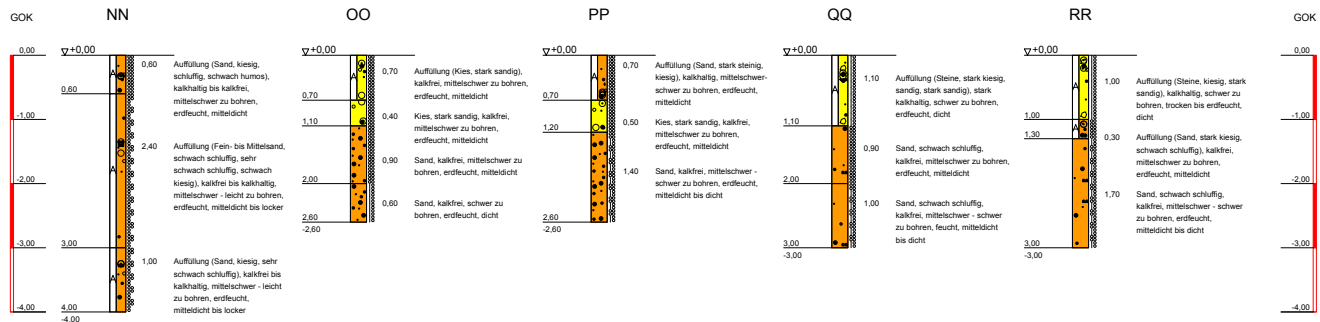 GOK
NN
OO
PP
QQ
RR
GOK
0,00
-1,00
-2,00
-3,00
-4,00
+0,00
A
A
A
0,60
3,00
4,00
-4,00
0,60
Auffüllung (Sand, kiesig,
schluffig, schwach humos),
kalkhaltig bis kalkfrei,
mittelschwer zu bohren,
erdfeucht, mitteldicht
2,40
Auffüllung (Fein- bis Mittelsand,
schwach schluffig, sehr
schwach schluffig, schwach
kiesig), kalkfrei bis kalkhaltig,
mittelschwer - leicht zu bohren,
erdfeucht, mitteldicht bis locker
1,00
Auffüllung (Sand, kiesig, sehr
schwach schluffig), kalkfrei bis
kalkhaltig, mittelschwer - leicht
zu bohren, erdfeucht,
mitteldicht bis locker
+0,00
A
0,70
1,10
2,00
2,60
-2,60
0,70
Auffüllung (Kies, stark sandig),
kalkfrei, mittelschwer zu bohren,
erdfeucht, mitteldicht
0,40
Kies, stark sandig, kalkfrei,
mittelschwer zu bohren,
erdfeucht, mitteldicht
0,90
Sand, kalkfrei, mittelschwer zu
bohren, erdfeucht, mitteldicht
0,60
Sand, kalkfrei, schwer zu
bohren, erdfeucht, dicht
+0,00
A
0,70
1,20
2,60
-2,60
0,70
Auffüllung (Sand, stark steinig,
kiesig), kalkhaltig, mittelschwer-
schwer zu bohren, erdfeucht,
mitteldicht
0,50
Kies, stark sandig, kalkfrei,
mittelschwer zu bohren,
erdfeucht, mitteldicht
1,40
Sand, kalkfrei, mittelschwer -
schwer zu bohren, erdfeucht,
mitteldicht bis dicht
+0,00
A
1,10
2,00
3,00
-3,00
1,10
Auffüllung (Steine, stark kiesig,
sandig, stark sandig), stark
kalkhaltig, schwer zu bohren,
erdfeucht, dicht
0,90
Sand, schwach schluffig,
kalkfrei, mittelschwer zu bohren,
erdfeucht, mitteldicht
1,00
Sand, schwach schluffig,
kalkfrei, mittelschwer - schwer
zu bohren, feucht, mitteldicht
bis dicht
+0,00
A
A
1,00
1,30
3,00
-3,00
1,00
Auffüllung (Steine, kiesig, stark
sandig), kalkhaltig, schwer zu
bohren, trocken bis erdfeucht,
dicht
0,30
Auffüllung (Sand, stark kiesig,
schwach schluffig), kalkfrei,
mittelschwer zu bohren,
erdfeucht, mitteldicht
1,70
Sand, schwach schluffig,
kalkfrei, mittelschwer - schwer
zu bohren, erdfeucht,
mitteldicht bis dicht
0,00
-1,00
-2,00
-3,00
-4,00